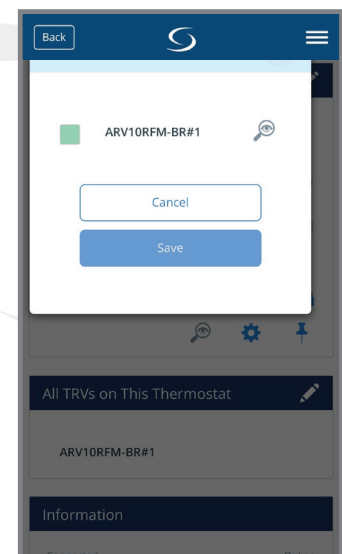 Back
ARV10RFM-BR#1
Cancel
Save
All TRVs on This Thermostat
ARV10RFM-BR#1
Information